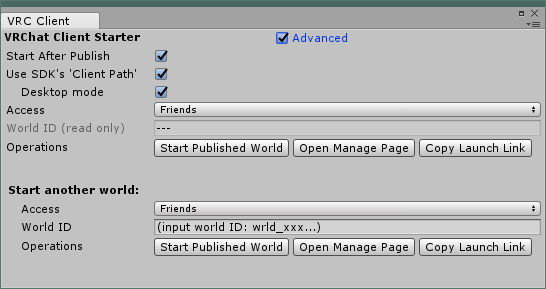 VRC Client
VRChat Client Starter Advanced
Start After Publish
Use SDK's 'Client Path'
Desktop mode
Access Friends
World ID (read only) ---
Operations Start Published World Open Manage Page Copy Launch Link
Start another world:
Access Friends
World ID (input world ID: wrld_xxx...)
Operations Start Published World Open Manage Page Copy Launch Link